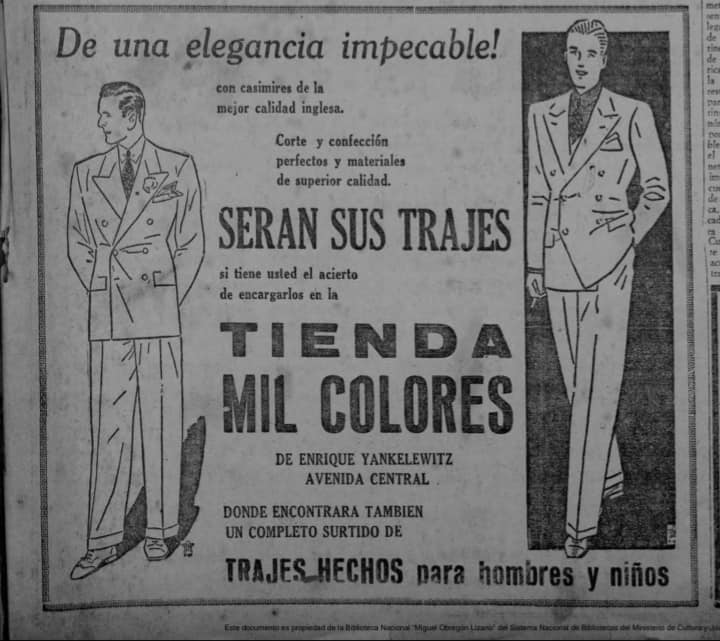 De una elegancia impecable!
con casimires de la
mejor calidad inglesa.
Corte y confección
perfectos y materiales
de superior calidad.
SERAN SUS TRAJES
si tiene usted el acierto
de encargarlos en la
TIENDA
MIL COLORES
DE ENRIQUE YANKELEWITZ
AVENIDA CENTRAL
DONDE ENCONTRARA TAMBIEN
UN COMPLETO SURTIDO DE
TRAJES HECHOS para hombres y niños
Este documento es propiedad de la Biblioteca Nacional "Miguel Obregón Lizano" del Sistema Nacional de Bibliotecas del Ministerio de Cultura y